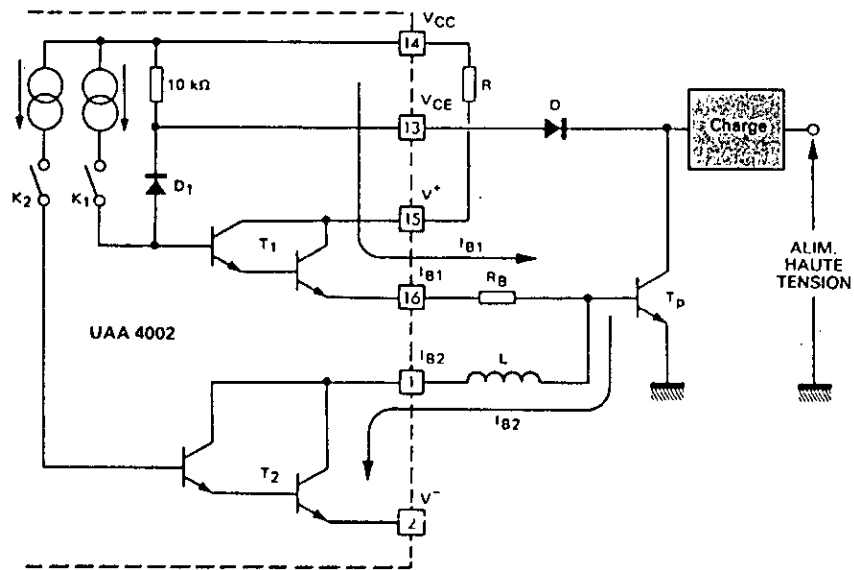 VCC
14
10 kΩ
R
VCE
13
D
Charge
K2
K1
D1
V+
15
T1
IB1
IB1
16
RB
Tp
ALIM.
HAUTE
TENSION
UAA 4002
IB2
1
L
IB2
T2
V-
2